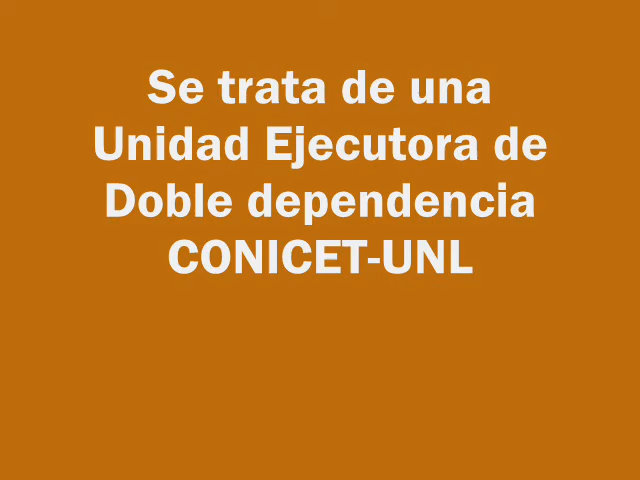 Se trata de una
Unidad Ejecutora de
Doble dependencia
CONICET-UNL